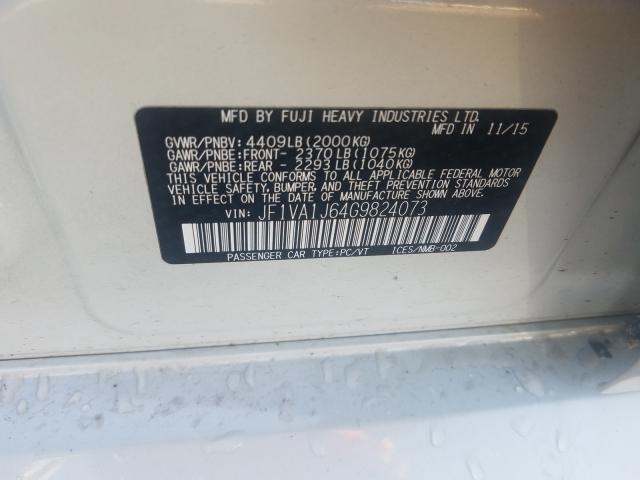 MFD BY FUJI HEAVY INDUSTRIES LTD.
MFD IN 11/15
GVWR/PNBV: 4409LB(2000KG)
GAWR/PNBE:FRONT- 2370LB(1075KG)
GAWR/PNBE:REAR - 2293LB(1040KG)
THIS VEHICLE CONFORMS TO ALL APPLICABLE FEDERAL MOTOR
VEHICLE SAFETY, BUMPER, AND THEFT PREVENTION STANDARDS
IN EFFECT ON THE DATE OF MANUFACTURE SHOWN ABOVE.
VIN: JF1VA1J64G9824073
PASSENGER CAR TYPE:PC/VT ICES/NMB-002